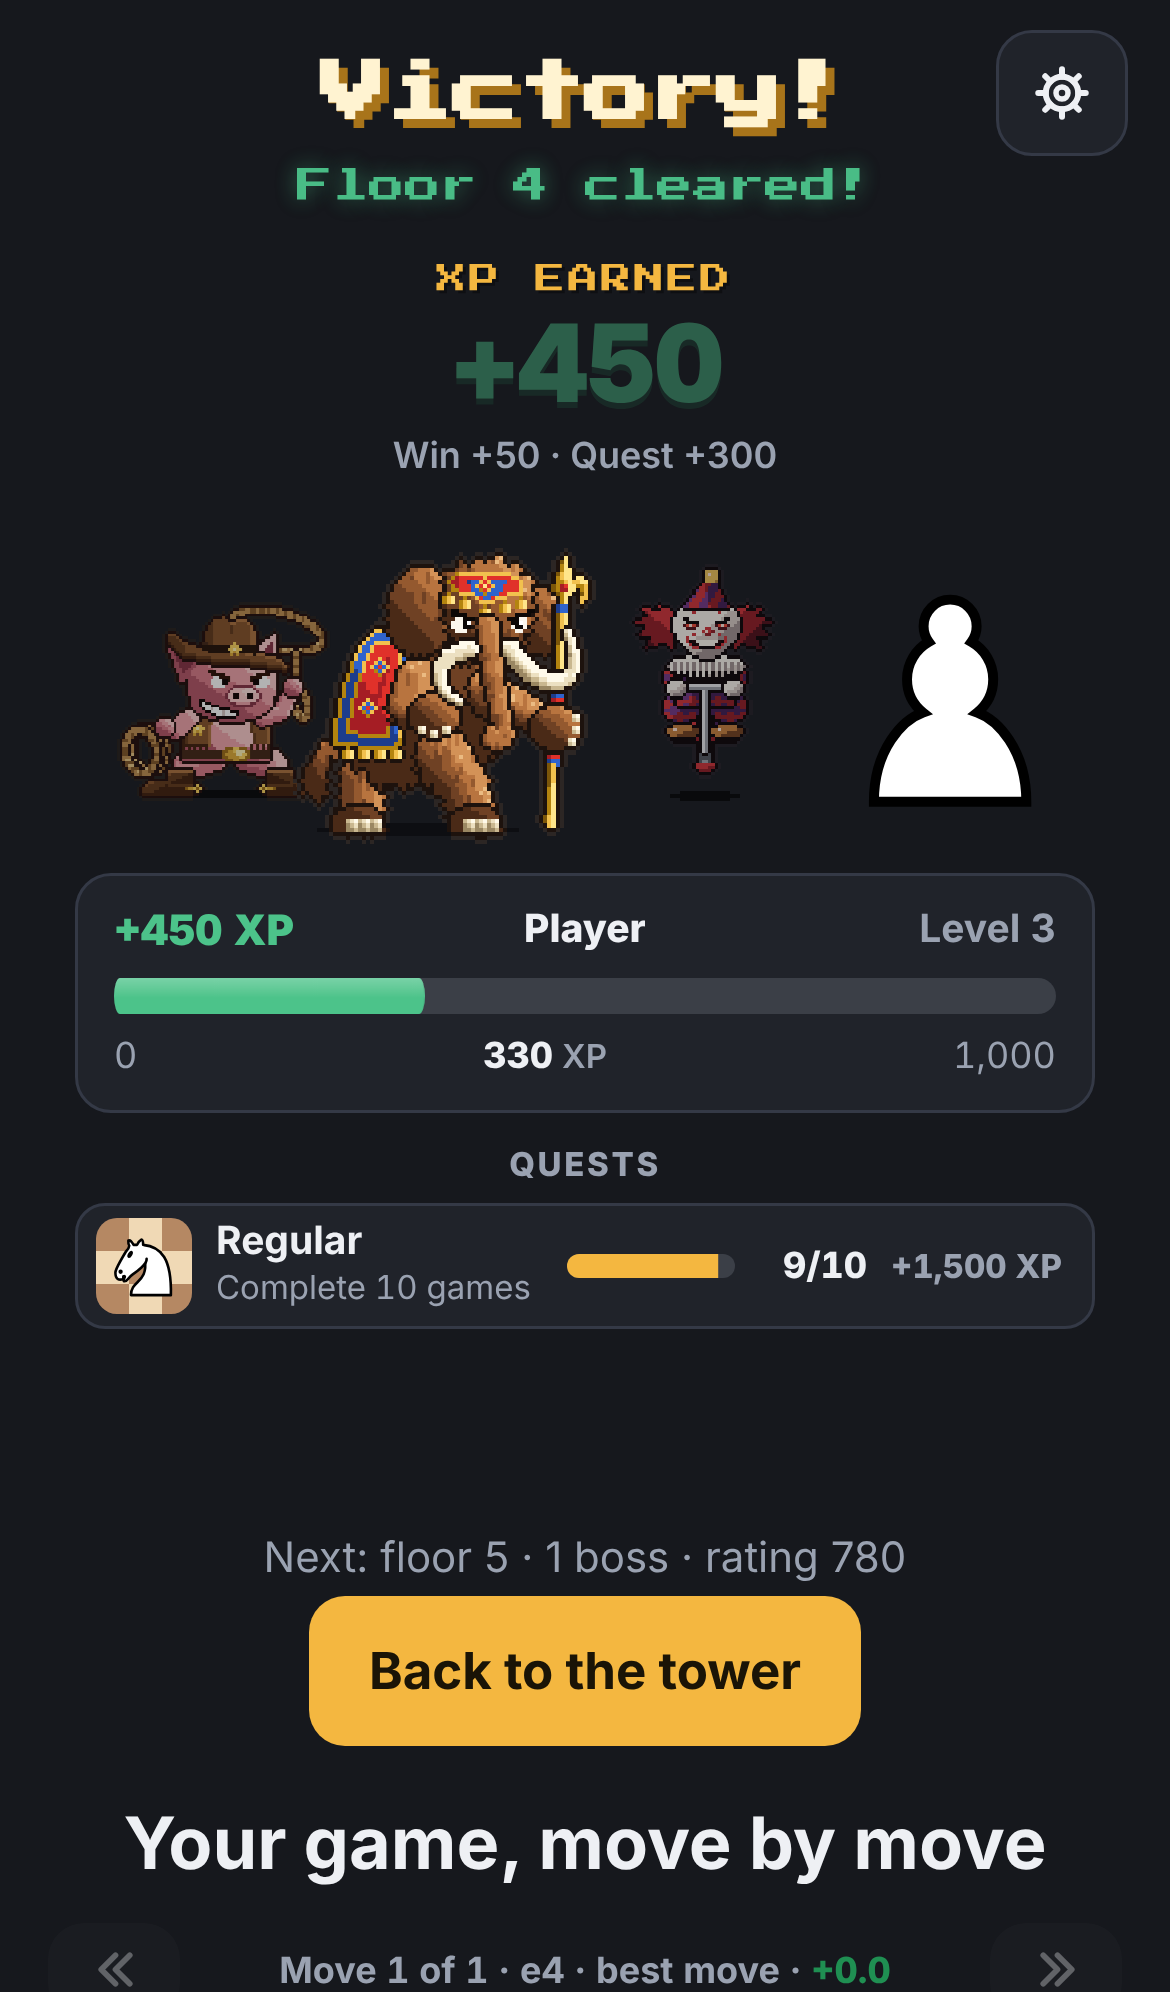 Victory!
Floor 4 cleared!
XP EARNED
+450
Win +50 · Quest +300
+450 XP Player Level 3
0 330 XP 1,000
QUESTS
Regular
Complete 10 games
9/10 +1,500 XP
Next: floor 5 · 1 boss · rating 780
Back to the tower
Your game, move by move
« Move 1 of 1 · e4 · best move · +0.0 »